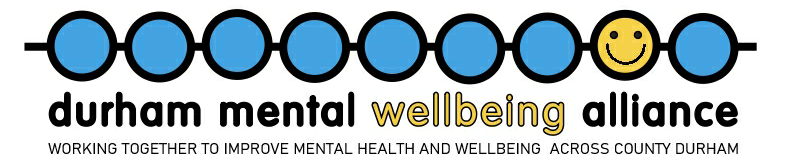 durham mental wellbeing alliance
WORKING TOGETHER TO IMPROVE MENTAL HEALTH AND WELLBEING ACROSS COUNTY DURHAM